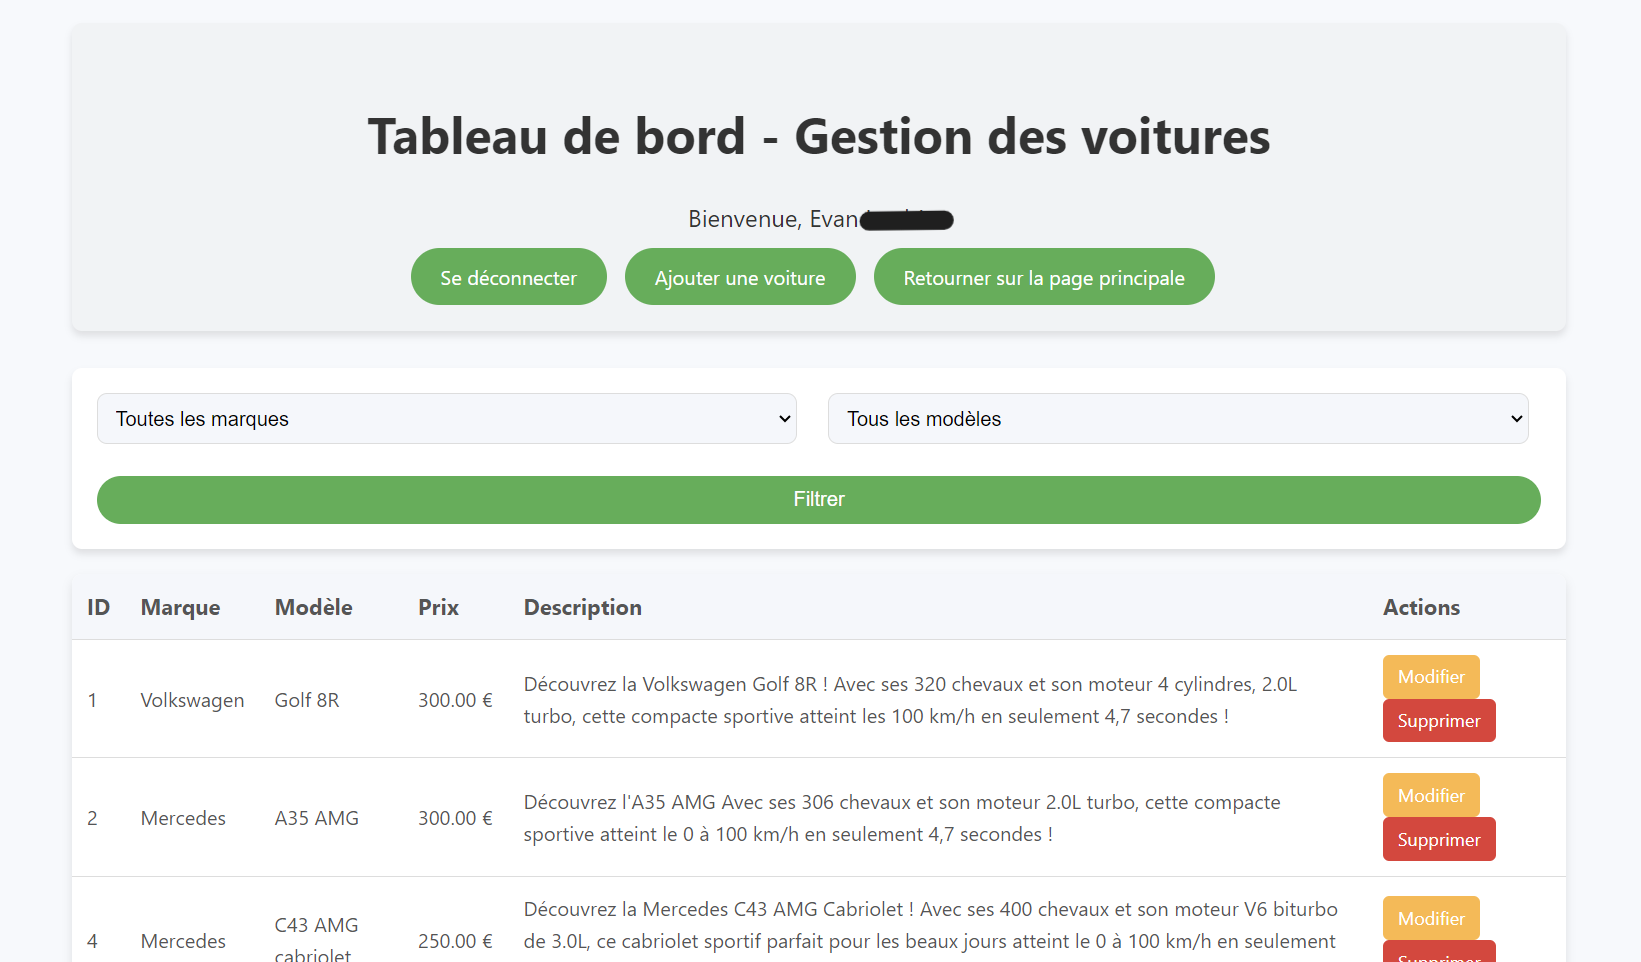 Tableau de bord - Gestion des voitures
Bienvenue, Evan
Se déconnecter
Ajouter une voiture
Retourner sur la page principale
Toutes les marques
Tous les modèles
Filtrer
ID Marque Modèle Prix Description Actions
1 Volkswagen Golf 8R 300.00 € Découvrez la Volkswagen Golf 8R ! Avec ses 320 chevaux et son moteur 4 cylindres, 2.0L
turbo, cette compacte sportive atteint les 100 km/h en seulement 4,7 secondes !
Modifier
Supprimer
2 Mercedes A35 AMG 300.00 € Découvrez l'A35 AMG Avec ses 306 chevaux et son moteur 2.0L turbo, cette compacte
sportive atteint le 0 à 100 km/h en seulement 4,7 secondes !
Modifier
Supprimer
4 Mercedes C43 AMG
cabriolet
250.00 € Découvrez la Mercedes C43 AMG Cabriolet ! Avec ses 400 chevaux et son moteur V6 biturbo
de 3.0L, ce cabriolet sportif parfait pour les beaux jours atteint le 0 à 100 km/h en seulement
Modifier
Supprimer